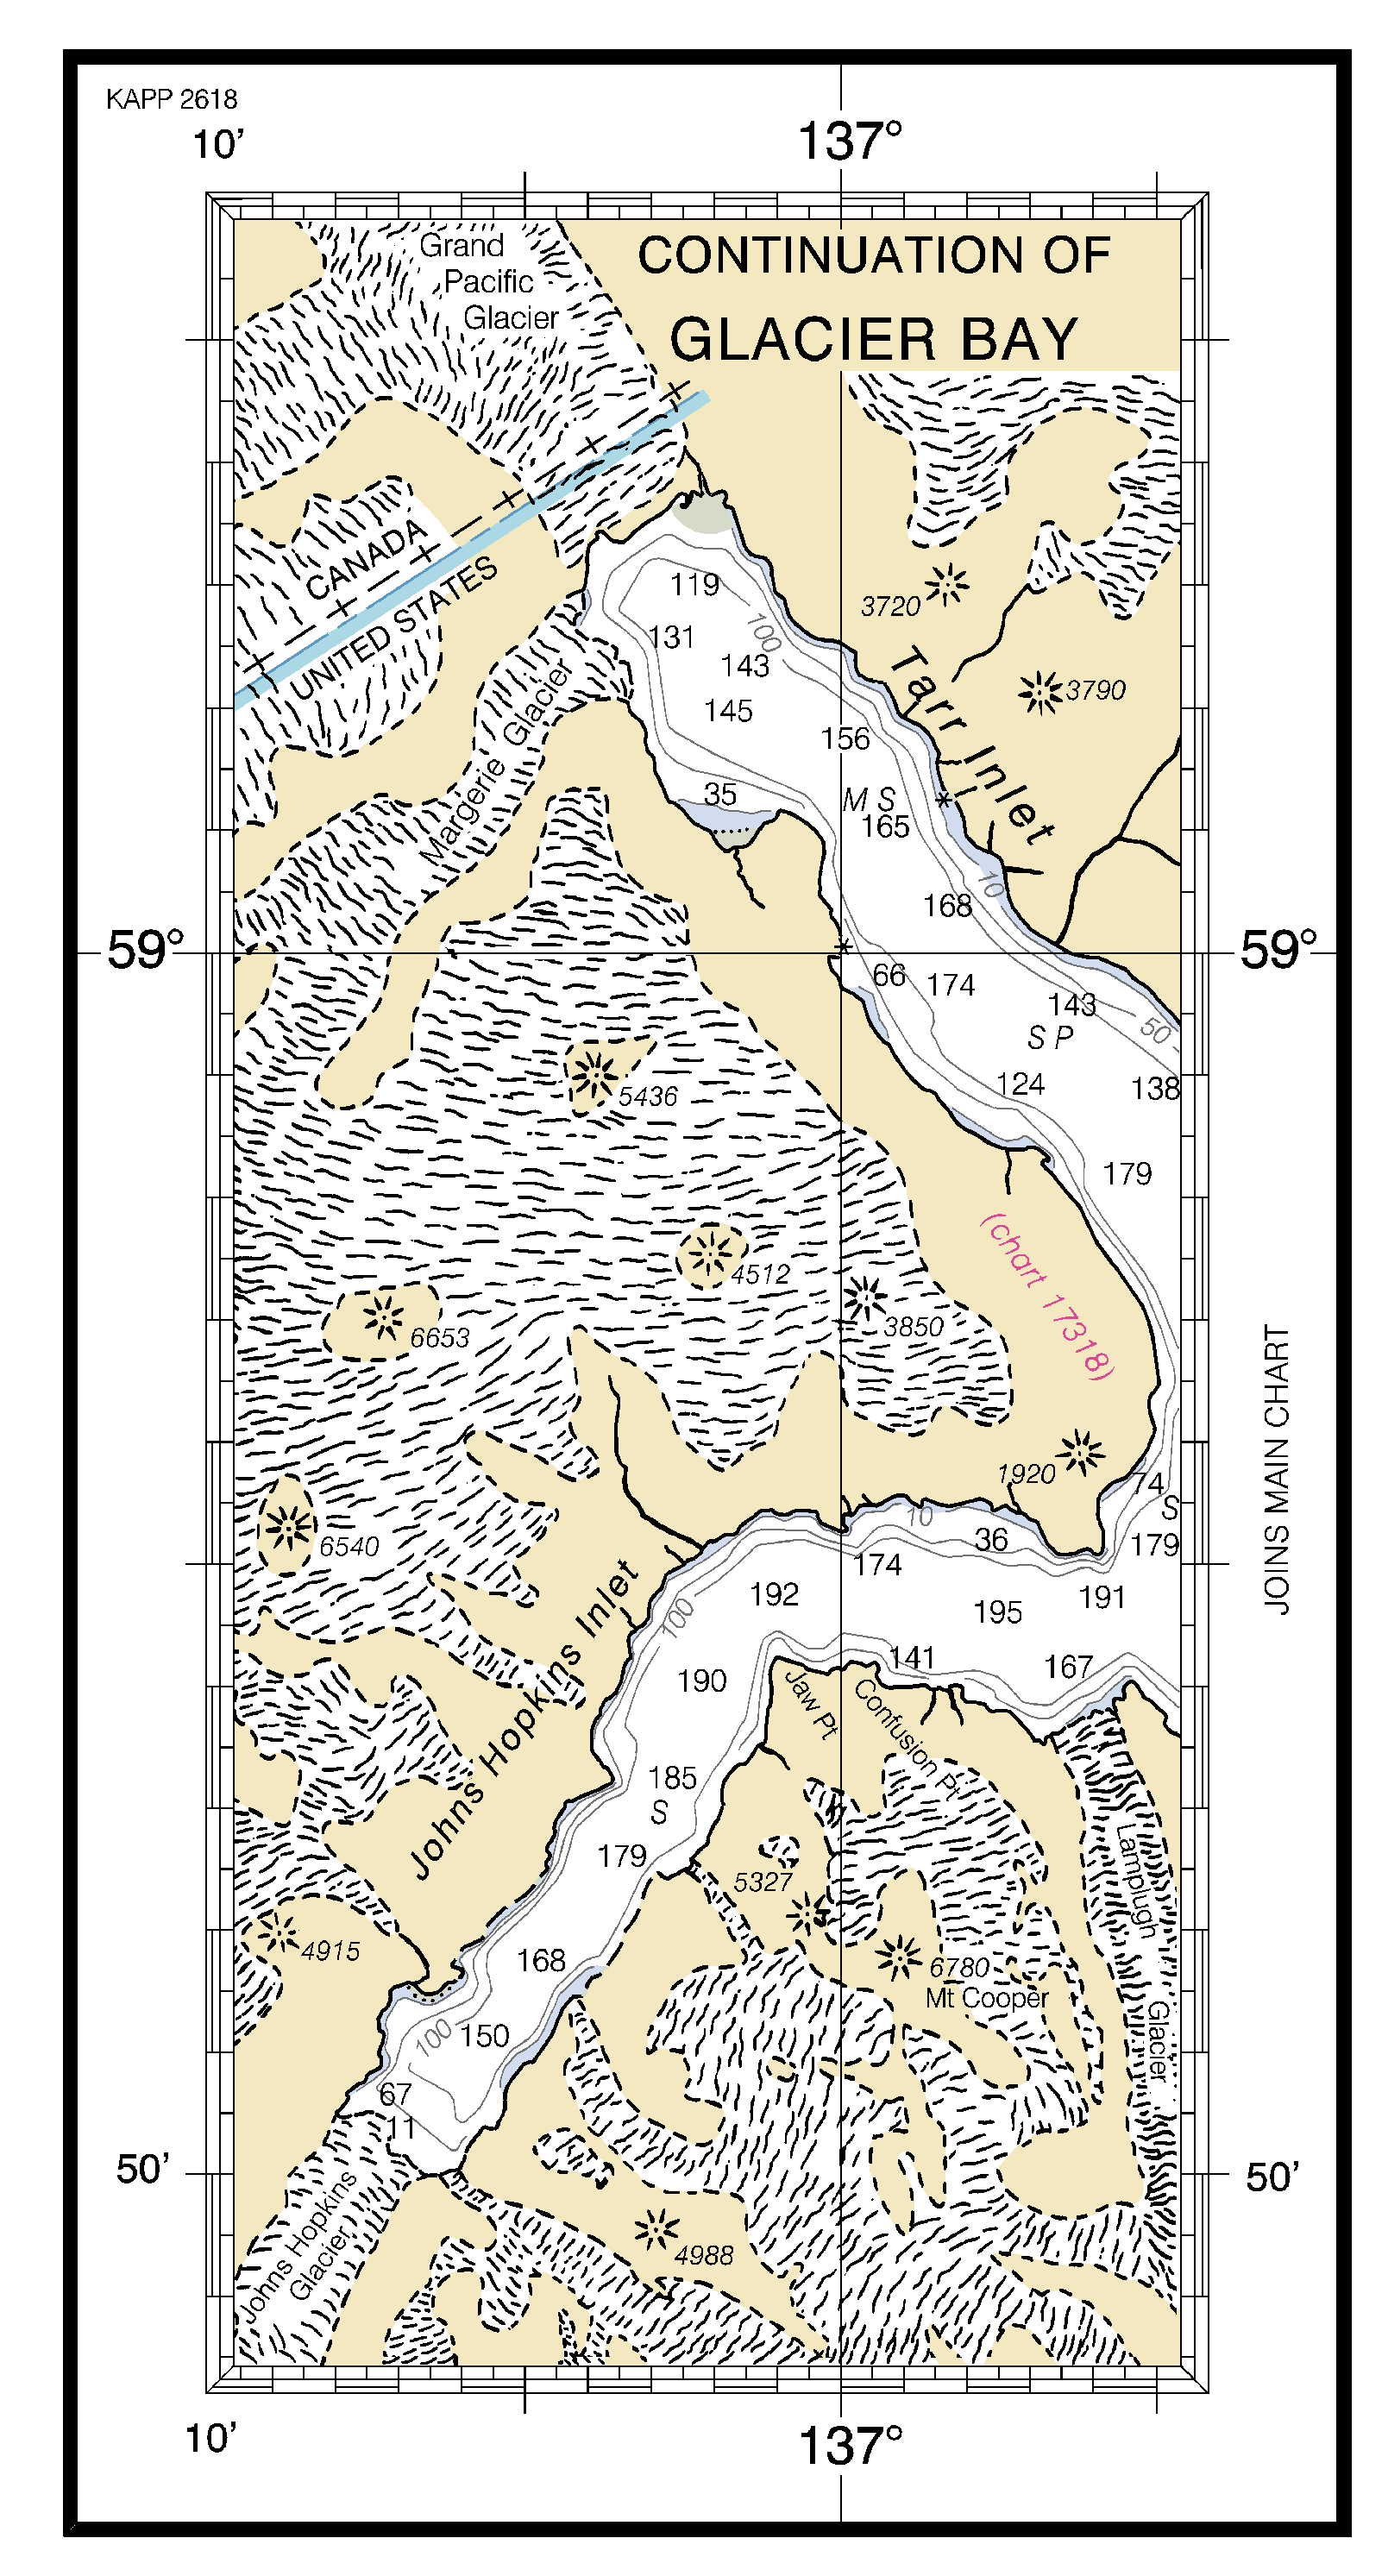 KAPP 2618
10’
137°
Grand
Pacific
Glacier
CONTINUATION OF
GLACIER BAY
CANADA
UNITED STATES
119
3720
131
143
100
3790
145
Tarr Inlet
156
Margerie Glacier
35
M S
165
10
168
59°
59°
66
174
143
S P
50
124
138
5436
179
(chart 17318)
4512
3850
6653
JOINS MAIN CHART
1920
74
S
10
36
179
6540
174
192
191
195
Johns Hopkins Inlet
100
141
167
190
Jaw Pt
Confusion Pt
185
S
179
5327
Lamplugh
Glacier
4915
168
6780
Mt Cooper
100
150
67
11
50’
50’
Johns Hopkins
Glacier
4988
10’
137°